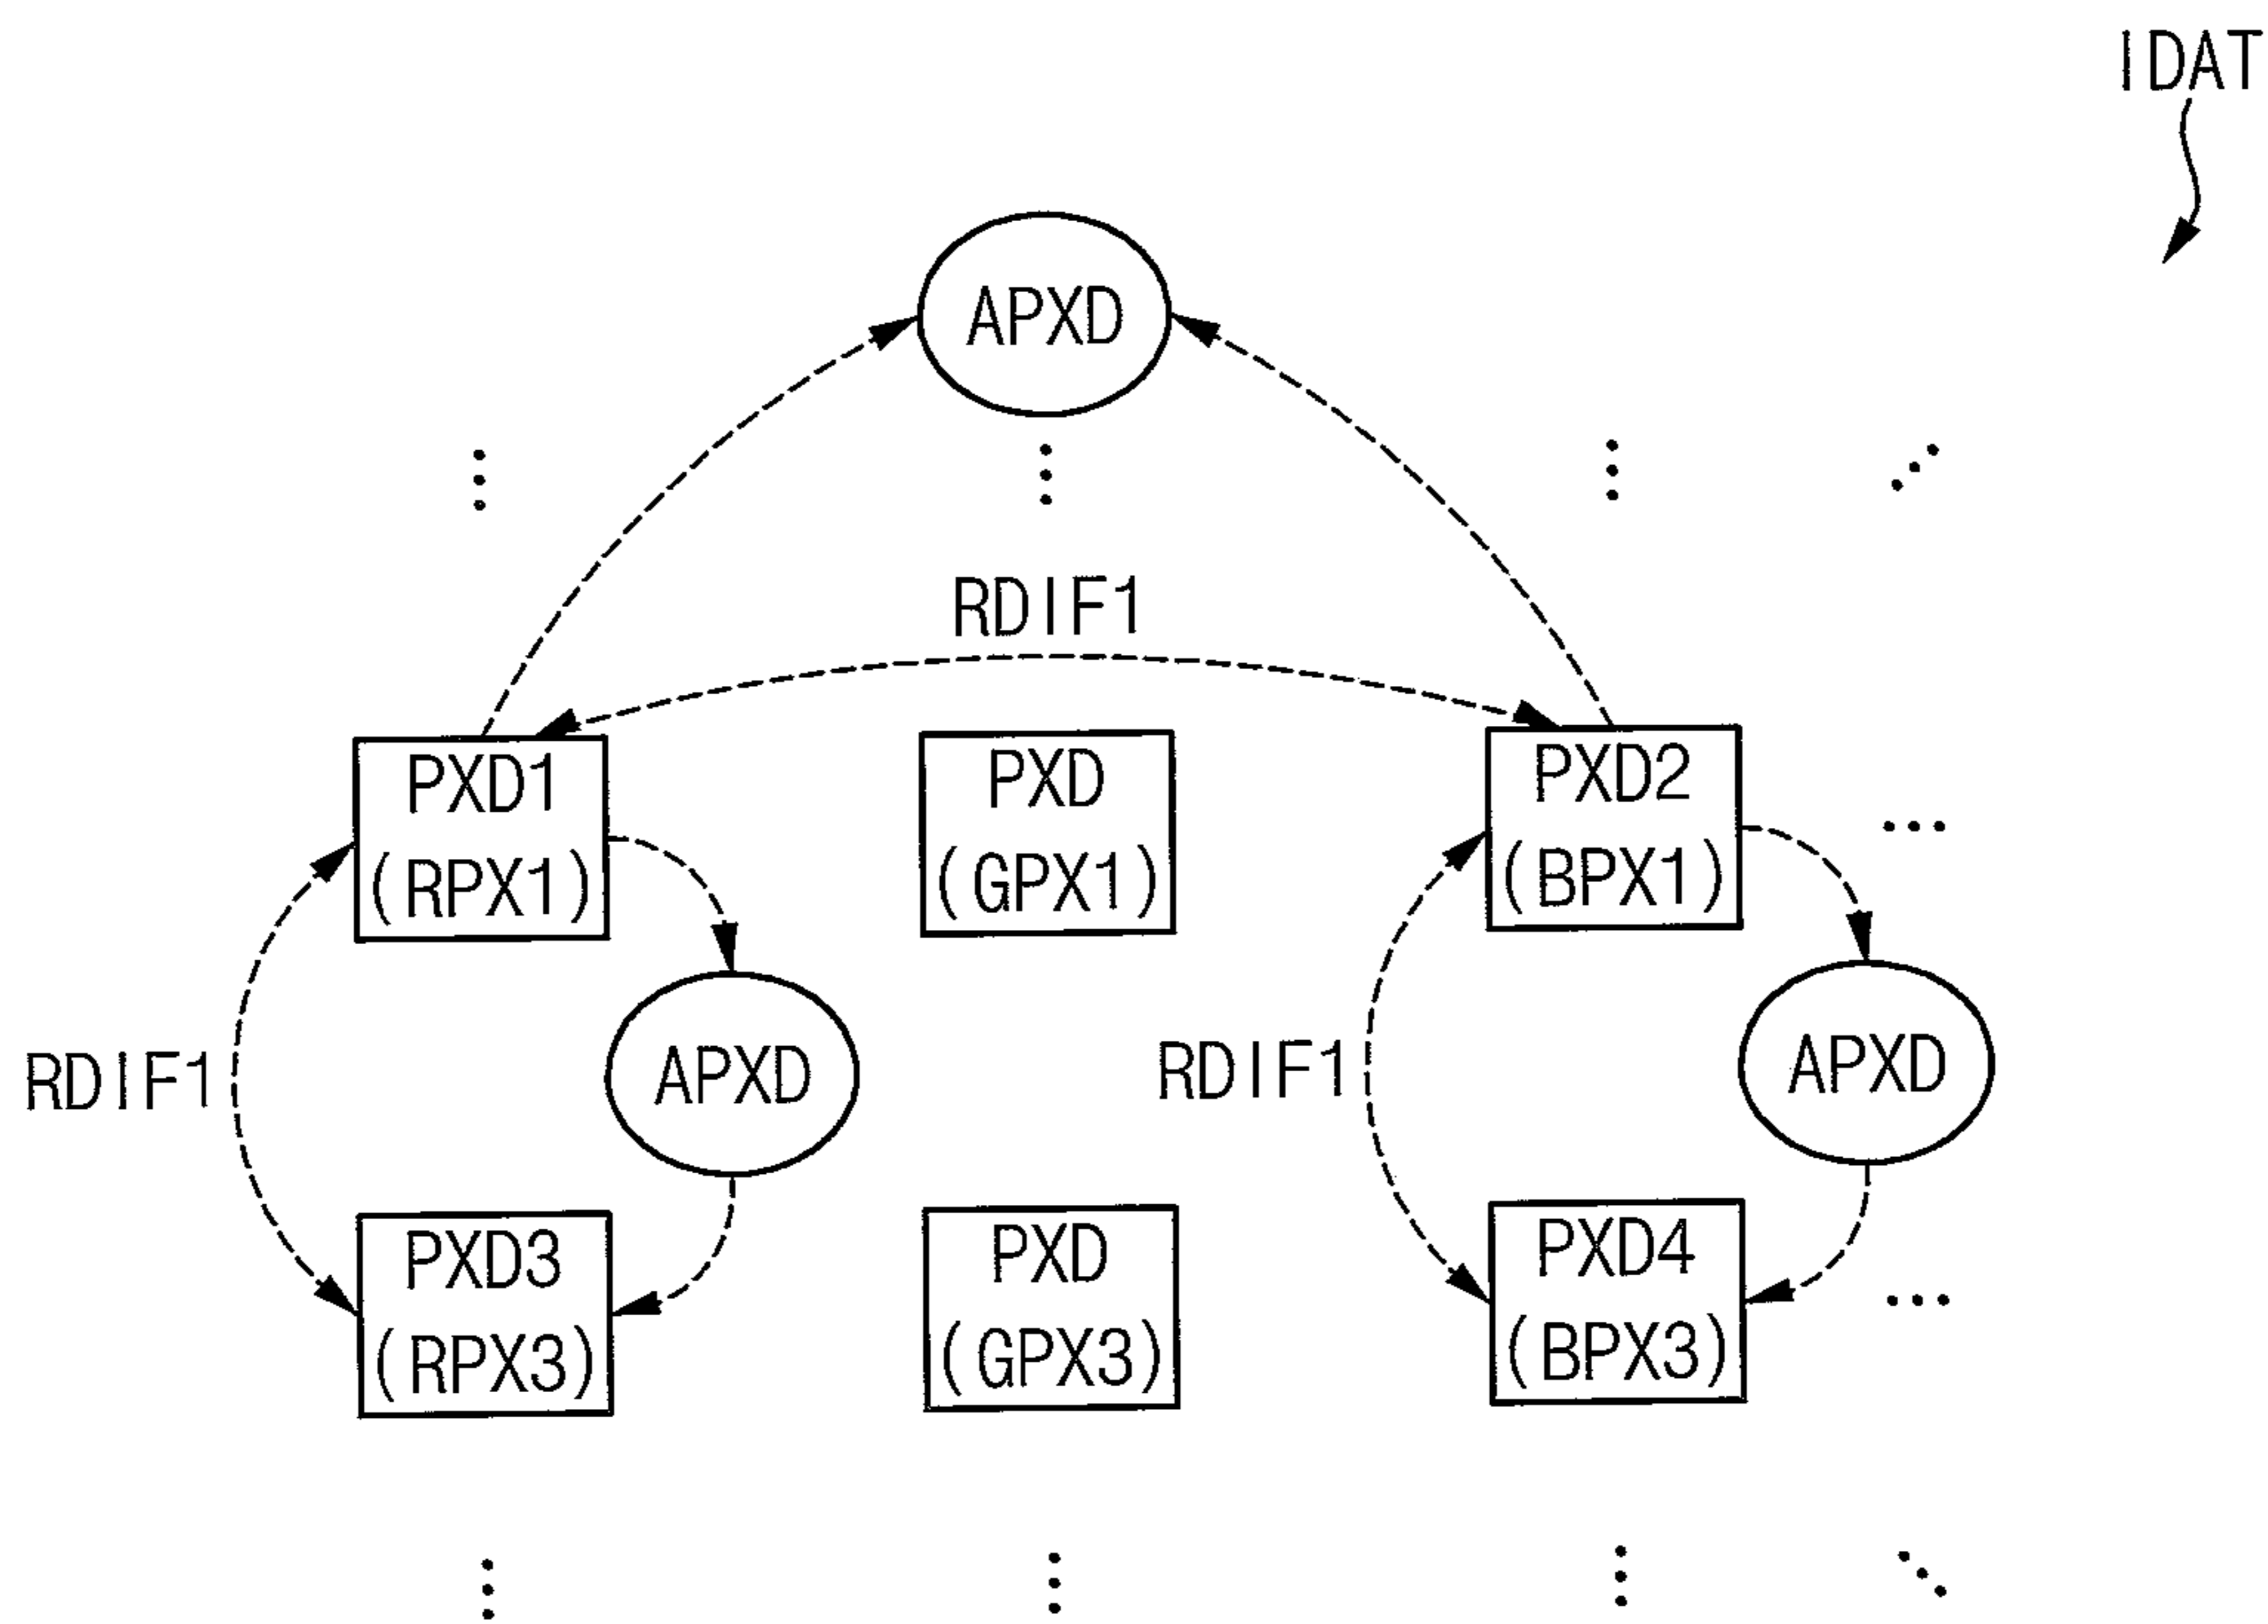 IDAT
APXD
RDIF1
PXD1
(RPX1)
PXD
(GPX1)
PXD2
(BPX1)
RDIF1
APXD
RDIF1
APXD
PXD3
(RPX3)
PXD
(GPX3)
PXD4
(BPX3)